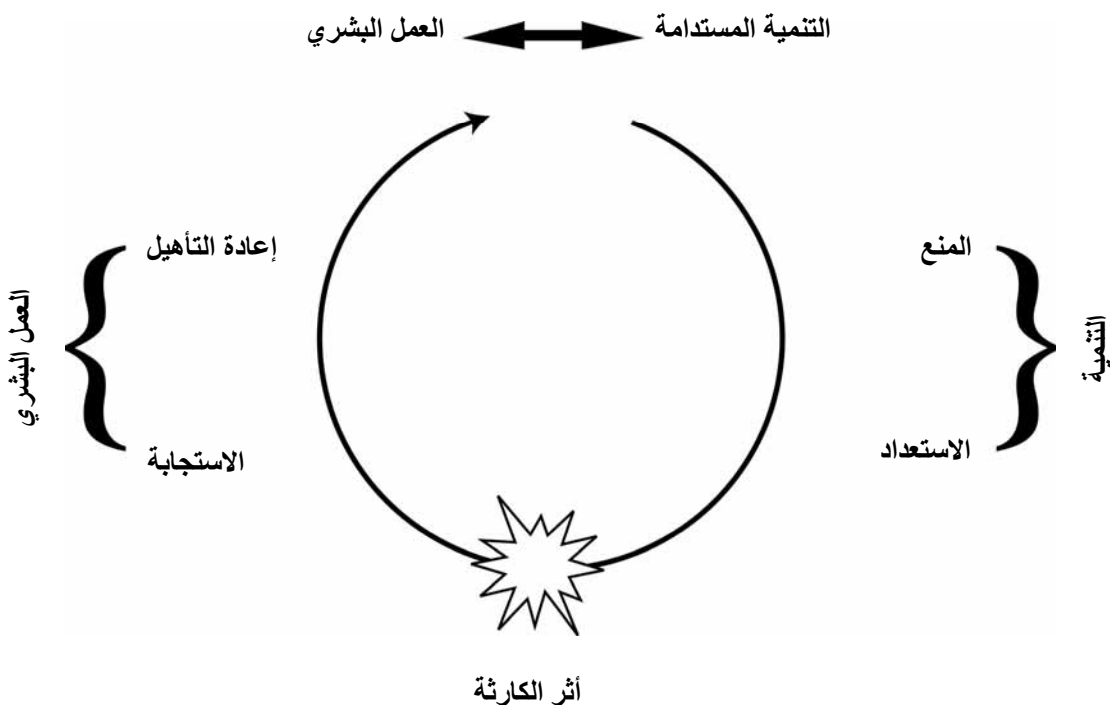 التنمية المستدامة
العمل البشري
المنع
إعادة التأهيل
التنمية
العمل البشري
الاستعداد
الاستجابة
أثر الكارثة